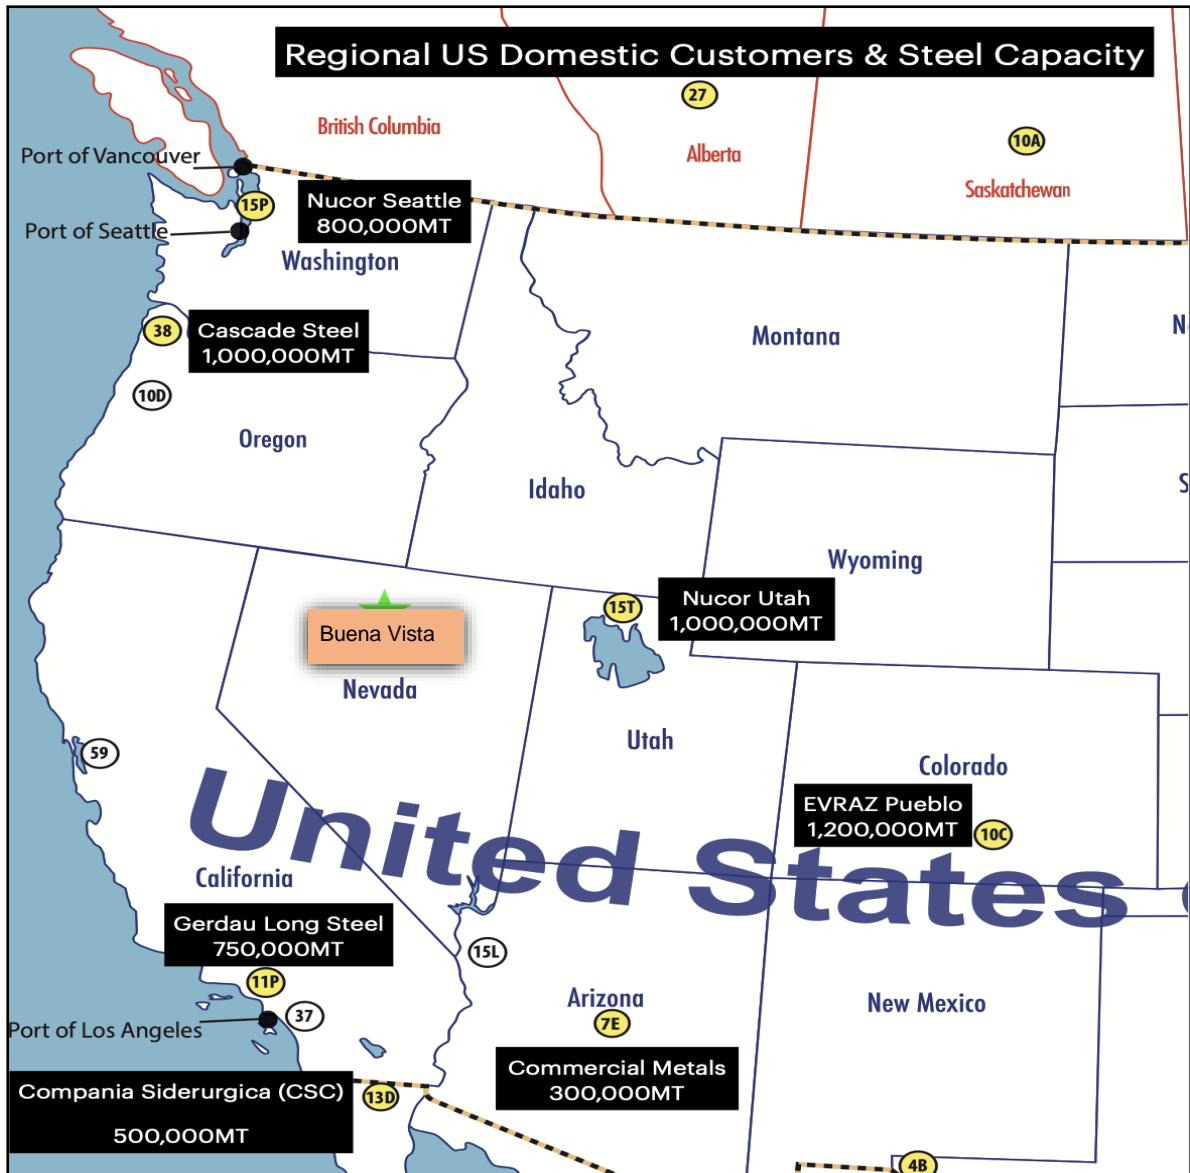 Regional US Domestic Customers & Steel Capacity
27
British Columbia
10A
Alberta
Port of Vancouver
Saskatchewan
15P
Nucor Seattle
800,000MT
Port of Seattle
Washington
38
Cascade Steel
1,000,000MT
Montana
N
10D
Oregon
Idaho
S
Wyoming
15T
Nucor Utah
1,000,000MT
Buena Vista
Nevada
Utah
59
Colorado
EVRAZ Pueblo
1,200,000MT
10C
United States
California
Gerdau Long Steel
750,000MT
15L
11P
Arizona
New Mexico
37
7E
Port of Los Angeles
Commercial Metals
300,000MT
Compania Siderurgica (CSC)
500,000MT
13D
4B